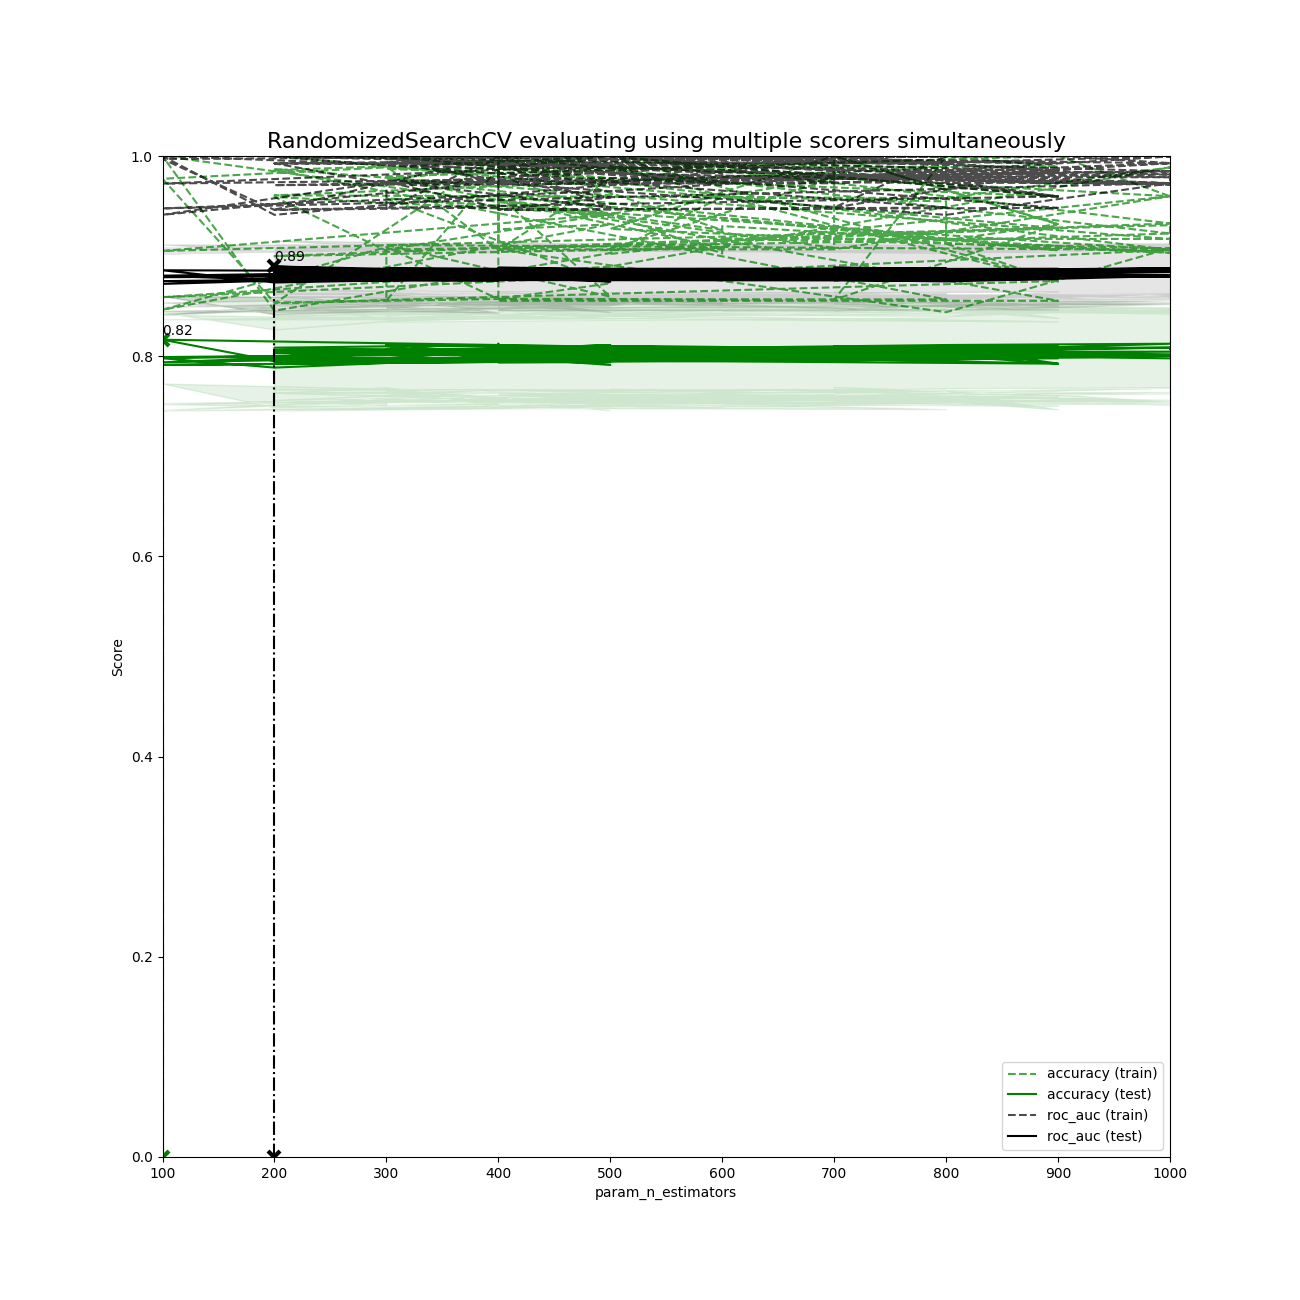 RandomizedSearchCV evaluating using multiple scorers simultaneously
1.0
0.89
0.82
0.8
0.6
Score
0.4
0.2
0.0
accuracy (train)
accuracy (test)
roc_auc (train)
roc_auc (test)
100 200 300 400 500 600 700 800 900 1000
param_n_estimators